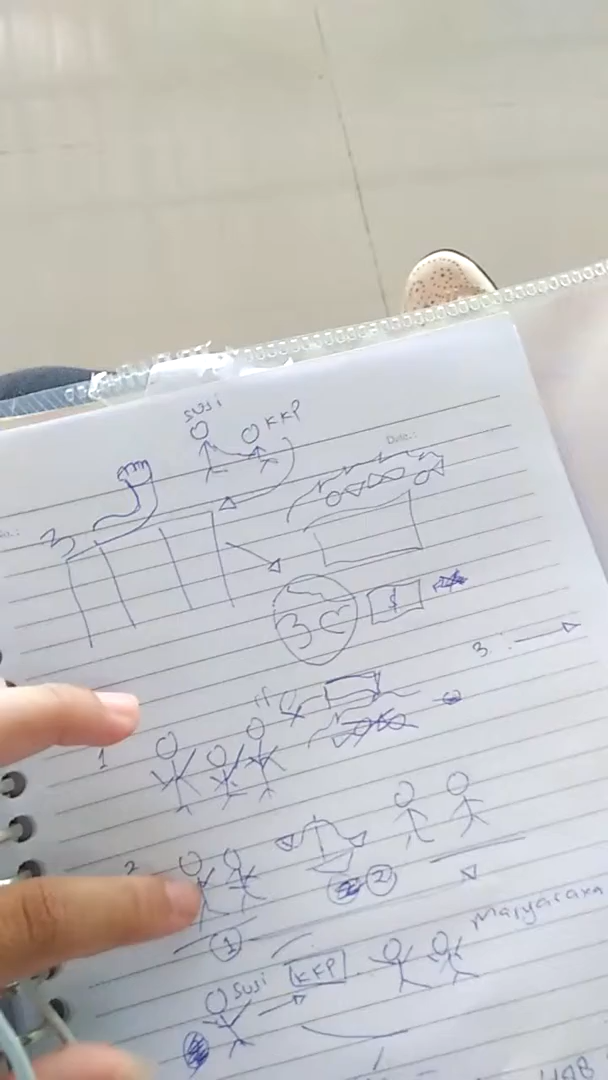 SUSI
KKP
Date.:
$
3 : →
1
2
2
1
SUSI
KKP
Masyarakat